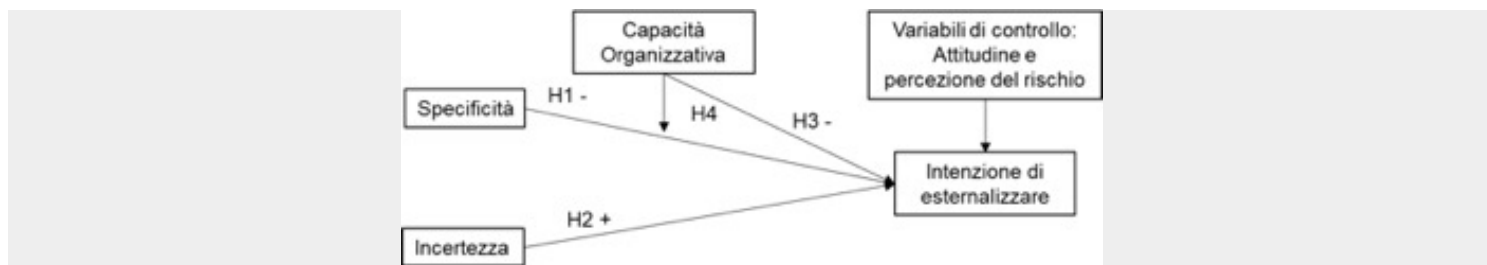 Capacità
Organizzativa
Variabili di controllo:
Attitudine e
percezione del rischio
Specificità
H1 -
H4
H3 -
Intenzione di
esternalizzare
H2 +
Incertezza